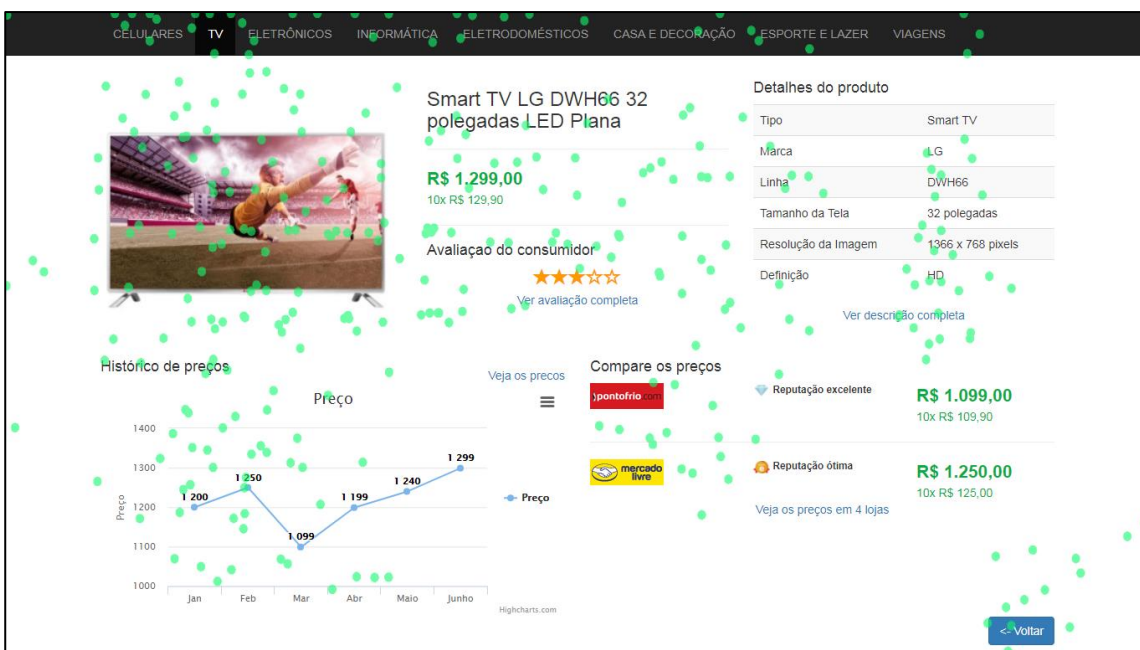 CELULARES TV ELETRÔNICOS INFORMÁTICA ELETRODOMÉSTICOS CASA E DECORAÇÃO ESPORTE E LAZER VIAGENS
Smart TV LG DWH66 32
polegadas LED Plana
R$ 1.299,00
10x R$ 129,90
Avaliaçao do consumidor
Ver avaliação completa
Detalhes do produto
Tipo Smart TV
Marca LG
Linha DWH66
Tamanho da Tela 32 polegadas
Resolução da Imagem 1366 x 768 pixels
Definição HD
Ver descrição completa
Histórico de preços
Veja os precos
Preço
1400
1300
1200
1100
1000
Preço
1 200
1 250
1 099
1 199
1 240
1 299
Jan Feb Mar Abr Maio Junho
Preço
Highcharts.com
Compare os preços
pontofrio.com
Reputação excelente
R$ 1.099,00
10x R$ 109,90
mercado
livre
Reputação ótima
R$ 1.250,00
10x R$ 125,00
Veja os preços em 4 lojas
<- Voltar